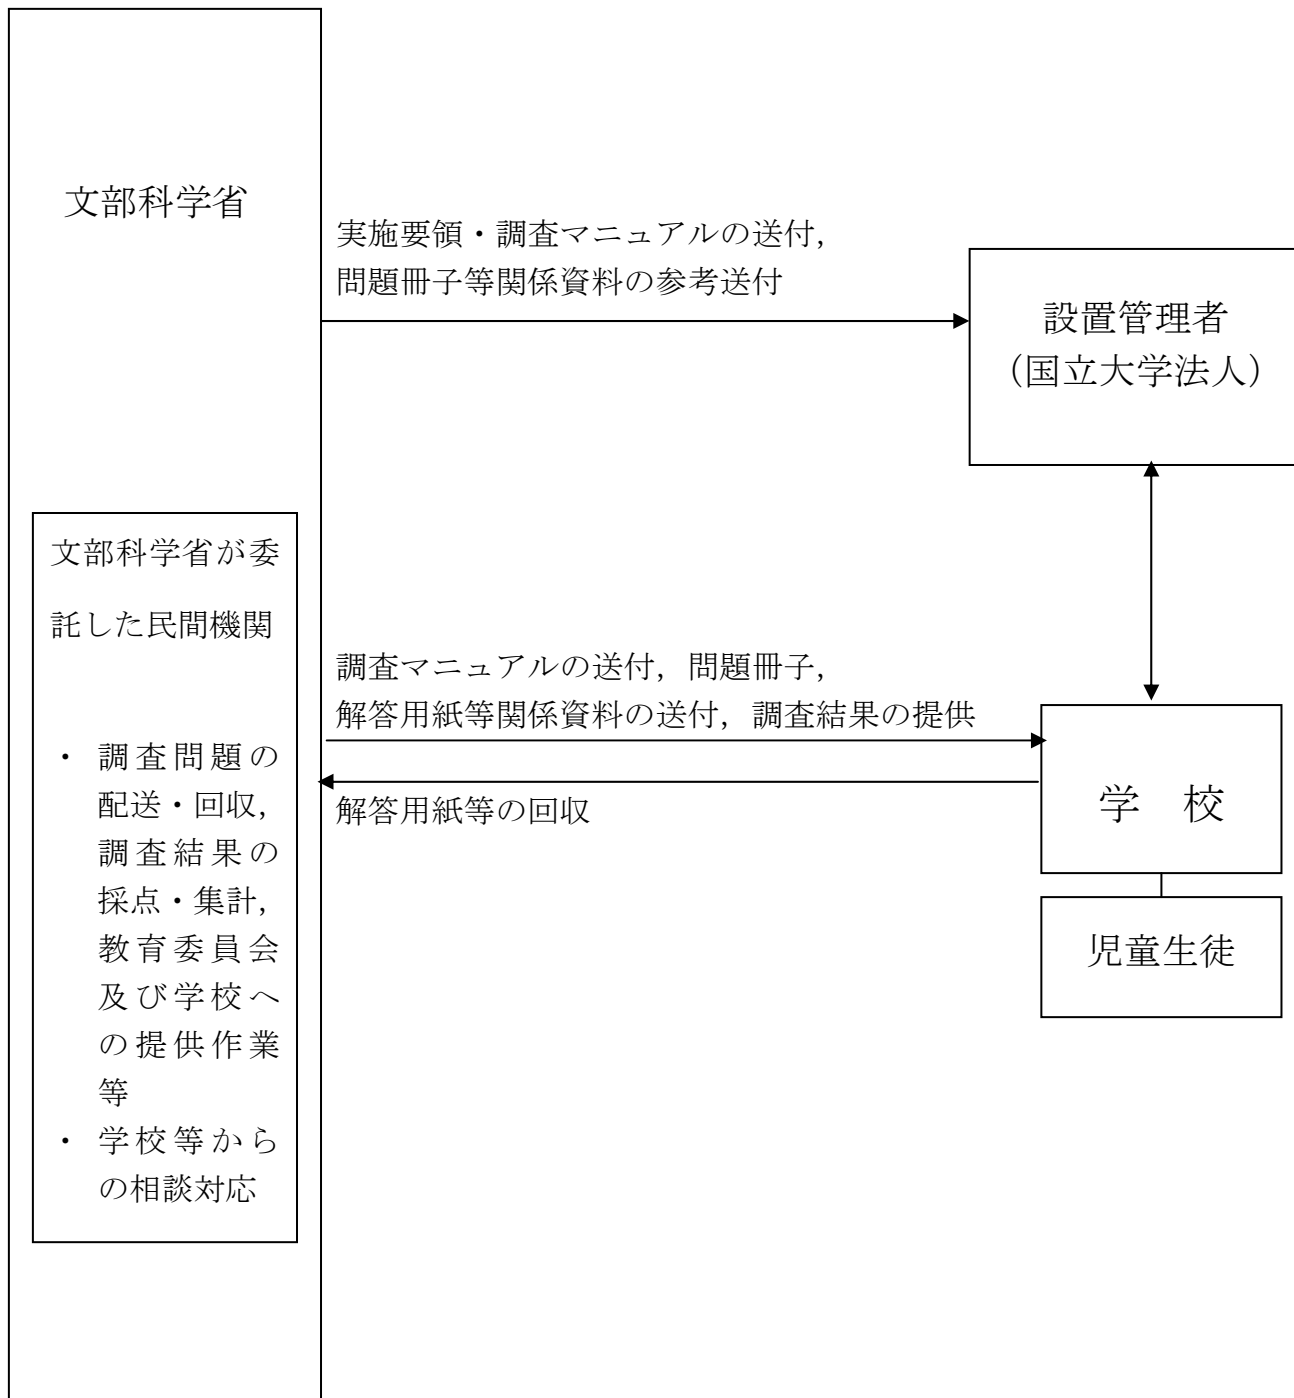 文部科学省
実施要領・調査マニュアルの送付，
問題冊子等関係資料の参考送付
設置管理者
（国立大学法人）
文部科学省が委
託した民間機関
・ 調査問題の
配送・回収，
調査結果の
採点・集計，
教育委員会
及び学校へ
の提供作業
等
・ 学校等から
の相談対応
調査マニュアルの送付，問題冊子，
解答用紙等関係資料の送付，調査結果の提供
解答用紙等の回収
学　校
児童生徒